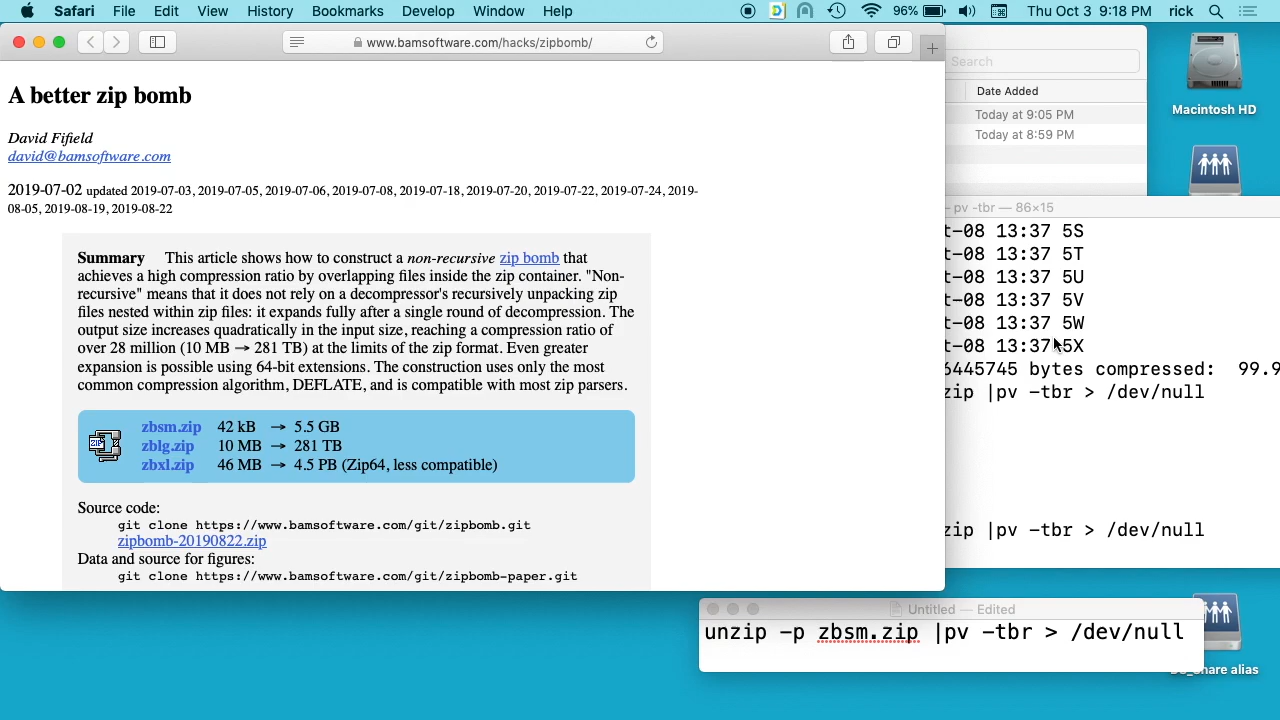 Safari File Edit View History Bookmarks Develop Window Help 96% Thu Oct 3 9:18 PM rick
www.bamsoftware.com/hacks/zipbomb/
A better zip bomb
David Fifield
david@bamsoftware.com
2019-07-02 updated 2019-07-03, 2019-07-05, 2019-07-06, 2019-07-08, 2019-07-18, 2019-07-20, 2019-07-22, 2019-07-24, 2019-
08-05, 2019-08-19, 2019-08-22
Summary This article shows how to construct a non-recursive zip bomb that
achieves a high compression ratio by overlapping files inside the zip container. "Non-
recursive" means that it does not rely on a decompressor's recursively unpacking zip
files nested within zip files: it expands fully after a single round of decompression. The
output size increases quadratically in the input size, reaching a compression ratio of
over 28 million (10 MB → 281 TB) at the limits of the zip format. Even greater
expansion is possible using 64-bit extensions. The construction uses only the most
common compression algorithm, DEFLATE, and is compatible with most zip parsers.
ZIP
zbsm.zip 42 kB → 5.5 GB
zblg.zip 10 MB → 281 TB
zbxl.zip 46 MB → 4.5 PB (Zip64, less compatible)
Source code:
git clone https://www.bamsoftware.com/git/zipbomb.git
zipbomb-20190822.zip
Data and source for figures:
git clone https://www.bamsoftware.com/git/zipbomb-paper.git
Search
Date Added
Today at 9:05 PM
Today at 8:59 PM
Macintosh HD
pv -tbr — 86×15
t-08 13:37 5S
t-08 13:37 5T
t-08 13:37 5U
t-08 13:37 5V
t-08 13:37 5W
t-08 13:37 5X
6445745 bytes compressed: 99.9
zip |pv -tbr > /dev/null
zip |pv -tbr > /dev/null
Untitled — Edited
unzip -p zbsm.zip |pv -tbr > /dev/null
share alias